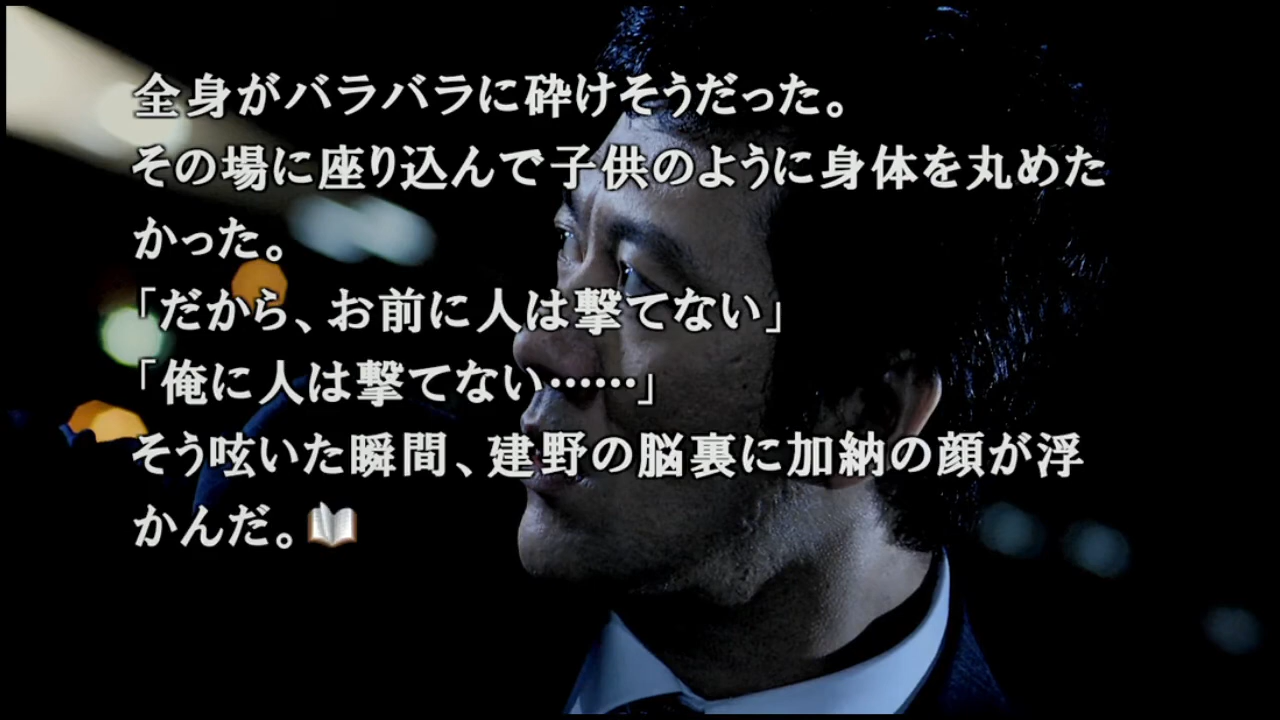 全身がバラバラに砕けそうだった。
その場に座り込んで子供のように身体を丸めた
かった。
「だから、お前に人は撃てない」
「俺に人は撃てない……」
そう呟いた瞬間、建野の脳裏に加納の顔が浮
かんだ。